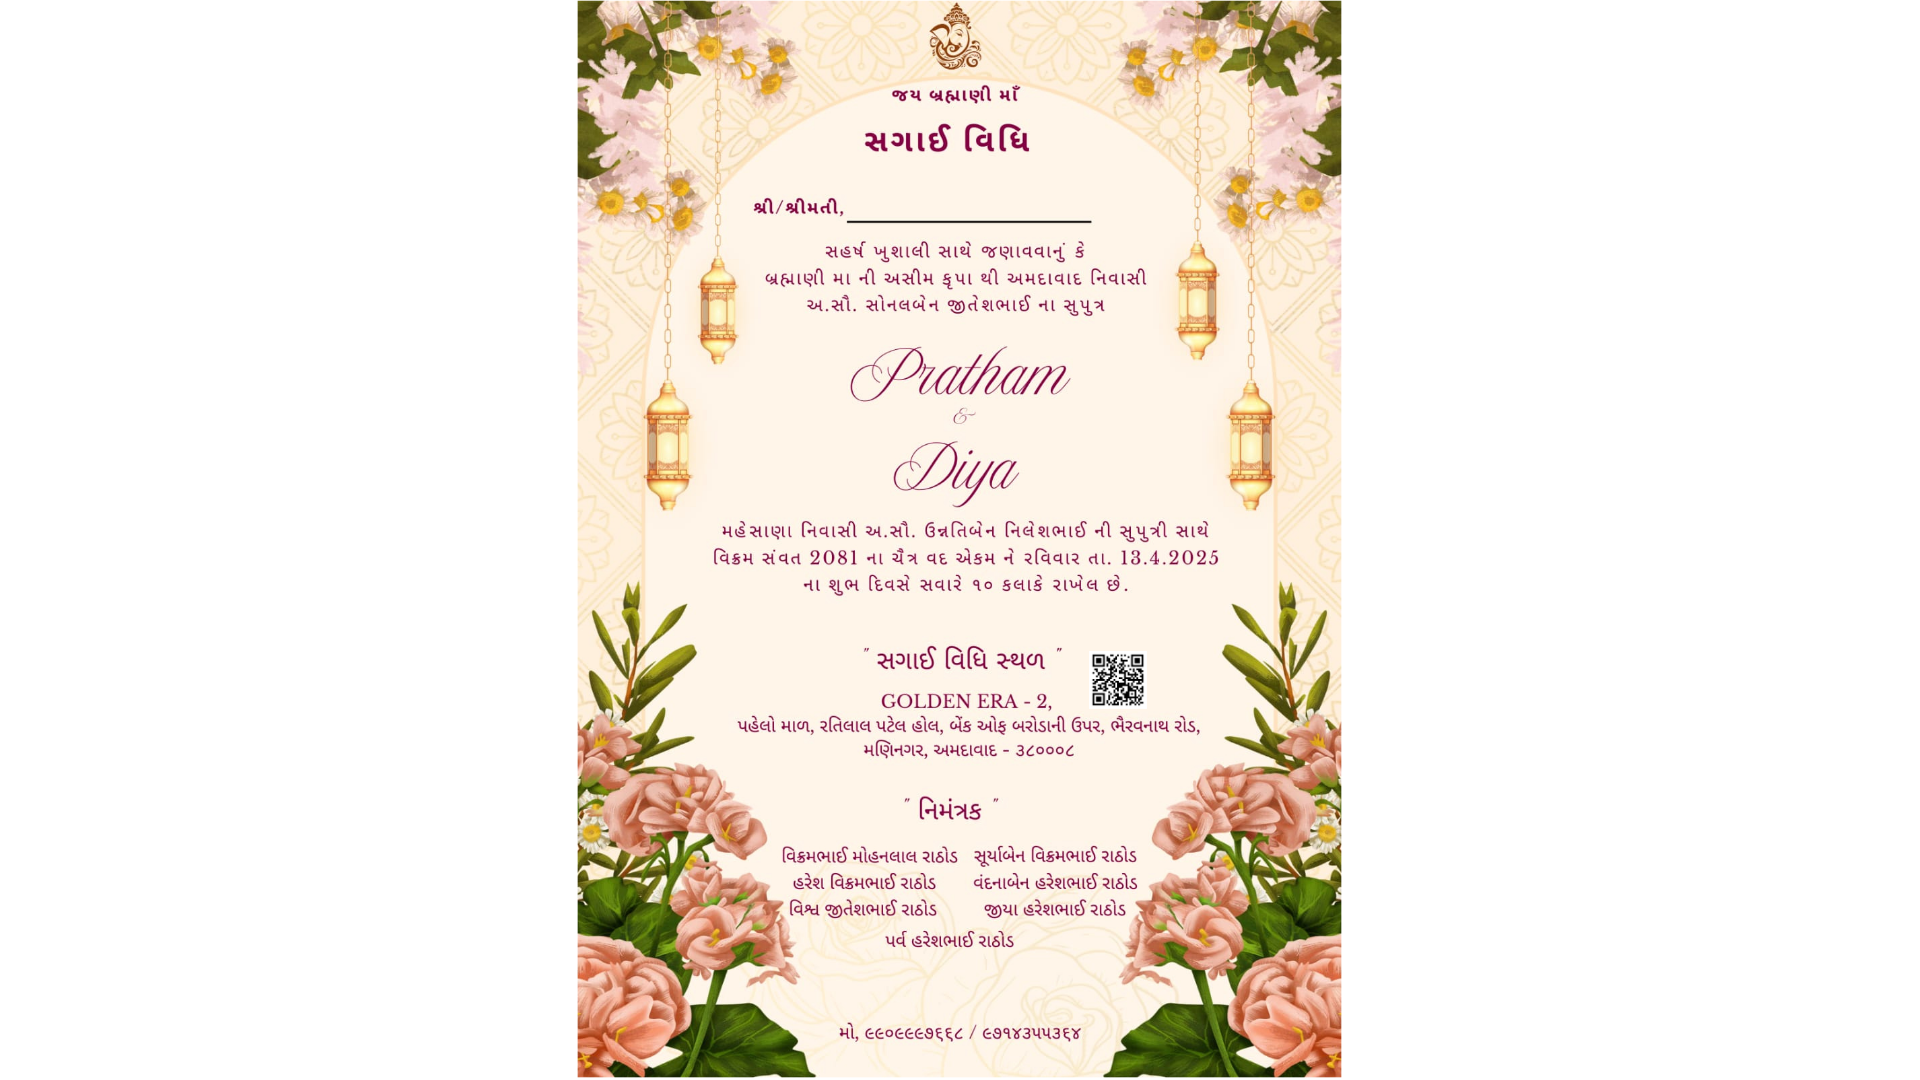 જય બ્રહ્માણી માઁ
સગાઈ વિધિ
શ્રી/શ્રીમતી,
સહર્ષ ખુશાલી સાથે જણાવવાનું કે
બ્રહ્માણી મા ની અસીમ કૃપા થી અમદાવાદ નિવાસી
અ.સૌ. સોનલબેન જીતેશભાઈ ના સુપુત્ર
Pratham
&
Diya
મહેસાણા નિવાસી અ.સૌ. ઉન્નતિબેન નિલેશભાઈ ની સુપુત્રી સાથે
વિક્રમ સંવત 2081 ના ચૈત્ર વદ એકમ ને રવિવાર તા. 13.4.2025
ના શુભ દિવસે સવારે ૧૦ કલાકે રાખેલ છે.
" સગાઈ વિધિ સ્થળ "
GOLDEN ERA - 2,
પહેલો માળ, રતિલાલ પટેલ હોલ, બેંક ઓફ બરોડાની ઉપર, ભૈરવનાથ રોડ,
મણિનગર, અમદાવાદ - ૩૮૦૦૦૮
" નિમંત્રક "
વિક્રમભાઈ મોહનલાલ રાઠોડ સૂર્યાબેન વિક્રમભાઈ રાઠોડ
હરેશ વિક્રમભાઈ રાઠોડ વંદનાબેન હરેશભાઈ રાઠોડ
વિશ્વ જીતેશભાઈ રાઠોડ જીયા હરેશભાઈ રાઠોડ
પર્વ હરેશભાઈ રાઠોડ
મો, ૯૯૦૯૯૯૭૬૬૮ / ૯૭૧૪૩૫૫૩૬૪